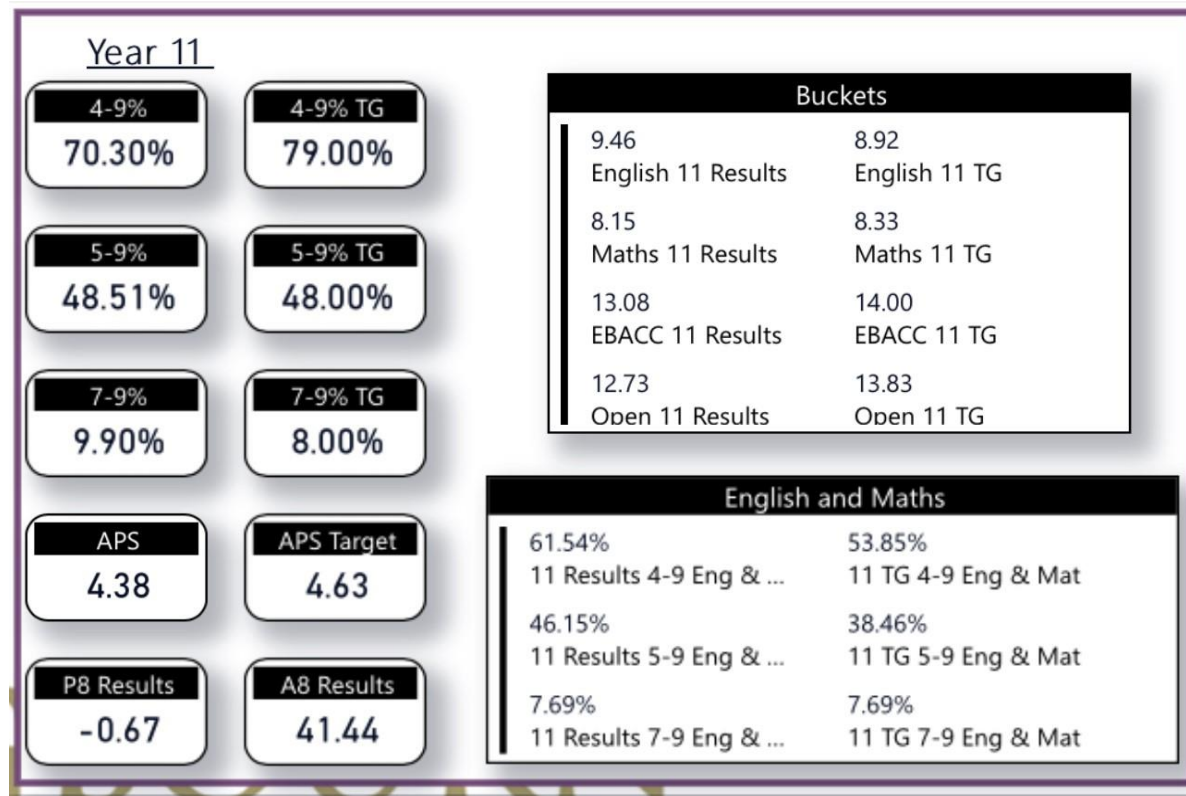 Year 11
4-9%
70.30%
4-9% TG
79.00%
5-9%
48.51%
5-9% TG
48.00%
7-9%
9.90%
7-9% TG
8.00%
APS
4.38
APS Target
4.63
P8 Results
-0.67
A8 Results
41.44
Buckets
9.46 8.92
English 11 Results English 11 TG
8.15 8.33
Maths 11 Results Maths 11 TG
13.08 14.00
EBACC 11 Results EBACC 11 TG
12.73 13.83
Open 11 Results Open 11 TG
English and Maths
61.54% 53.85%
11 Results 4-9 Eng & ... 11 TG 4-9 Eng & Mat
46.15% 38.46%
11 Results 5-9 Eng & ... 11 TG 5-9 Eng & Mat
7.69% 7.69%
11 Results 7-9 Eng & ... 11 TG 7-9 Eng & Mat